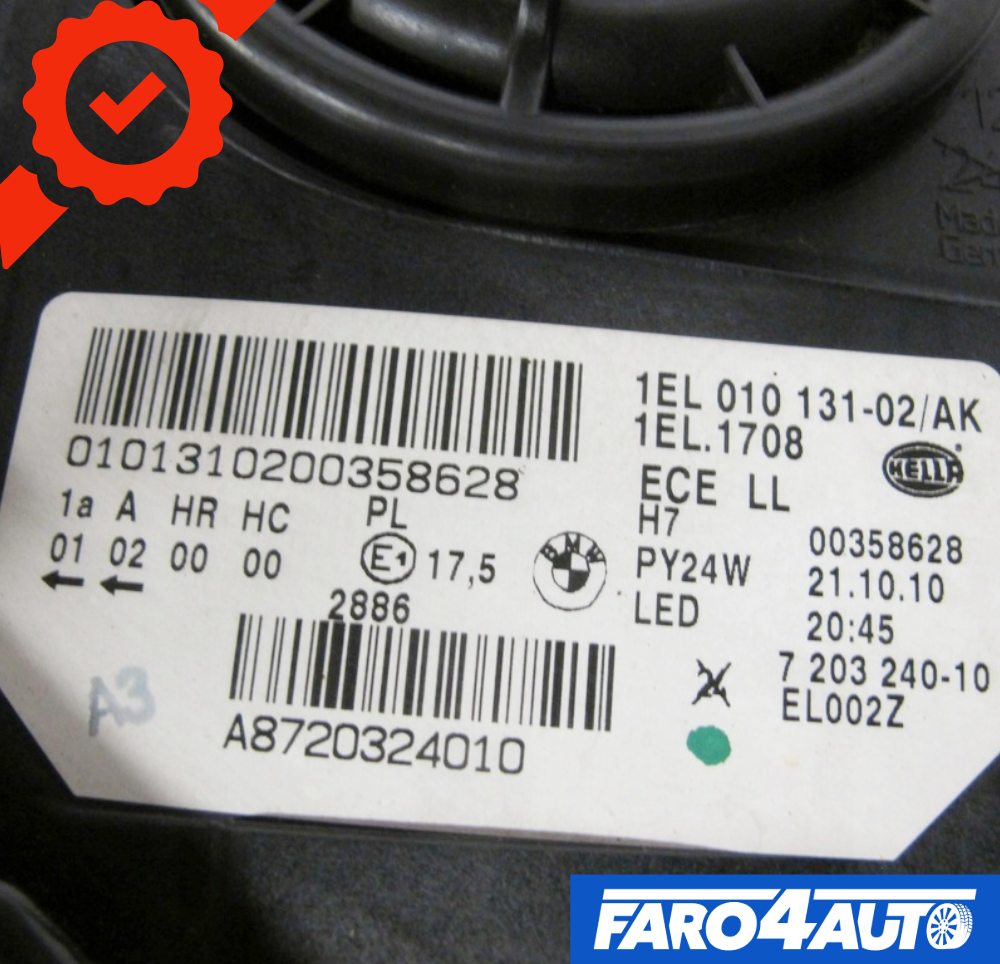 1EL 010 131-02/AK
1EL.1708
0101310200358628
HELLA
ECE LL
1a A HR HC PL
H7
00358628
01 02 00 00 E1 17,5
BMW
PY24W
21.10.10
2886
LED
20:45
7 203 240-10
EL002Z
A3
A8720324010
FARO4AUTO